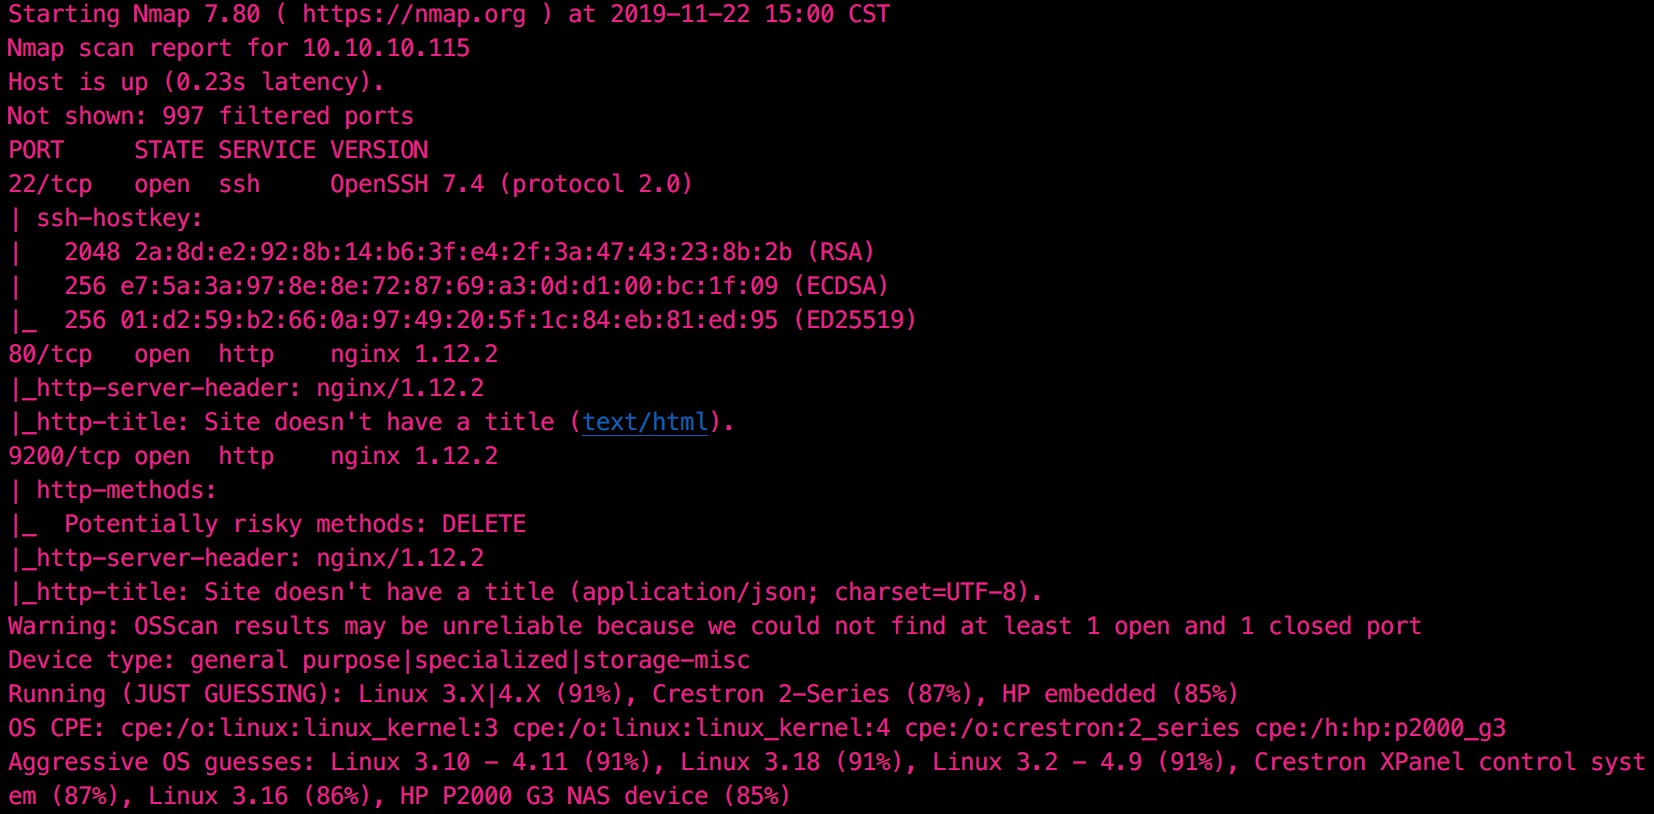 Starting Nmap 7.80 ( https://nmap.org ) at 2019-11-22 15:00 CST
Nmap scan report for 10.10.10.115
Host is up (0.23s latency).
Not shown: 997 filtered ports
PORT     STATE SERVICE VERSION
22/tcp   open  ssh     OpenSSH 7.4 (protocol 2.0)
| ssh-hostkey:
|   2048 2a:8d:e2:92:8b:14:b6:3f:e4:2f:3a:47:43:23:8b:2b (RSA)
|   256 e7:5a:3a:97:8e:8e:72:87:69:a3:0d:d1:00:bc:1f:09 (ECDSA)
|_  256 01:d2:59:b2:66:0a:97:49:20:5f:1c:84:eb:81:ed:95 (ED25519)
80/tcp   open  http    nginx 1.12.2
|_http-server-header: nginx/1.12.2
|_http-title: Site doesn't have a title (text/html).
9200/tcp open  http    nginx 1.12.2
| http-methods:
|_  Potentially risky methods: DELETE
|_http-server-header: nginx/1.12.2
|_http-title: Site doesn't have a title (application/json; charset=UTF-8).
Warning: OSScan results may be unreliable because we could not find at least 1 open and 1 closed port
Device type: general purpose|specialized|storage-misc
Running (JUST GUESSING): Linux 3.X|4.X (91%), Crestron 2-Series (87%), HP embedded (85%)
OS CPE: cpe:/o:linux:linux_kernel:3 cpe:/o:linux:linux_kernel:4 cpe:/o:crestron:2_series cpe:/h:hp:p2000_g3
Aggressive OS guesses: Linux 3.10 - 4.11 (91%), Linux 3.18 (91%), Linux 3.2 - 4.9 (91%), Crestron XPanel control syst
em (87%), Linux 3.16 (86%), HP P2000 G3 NAS device (85%)